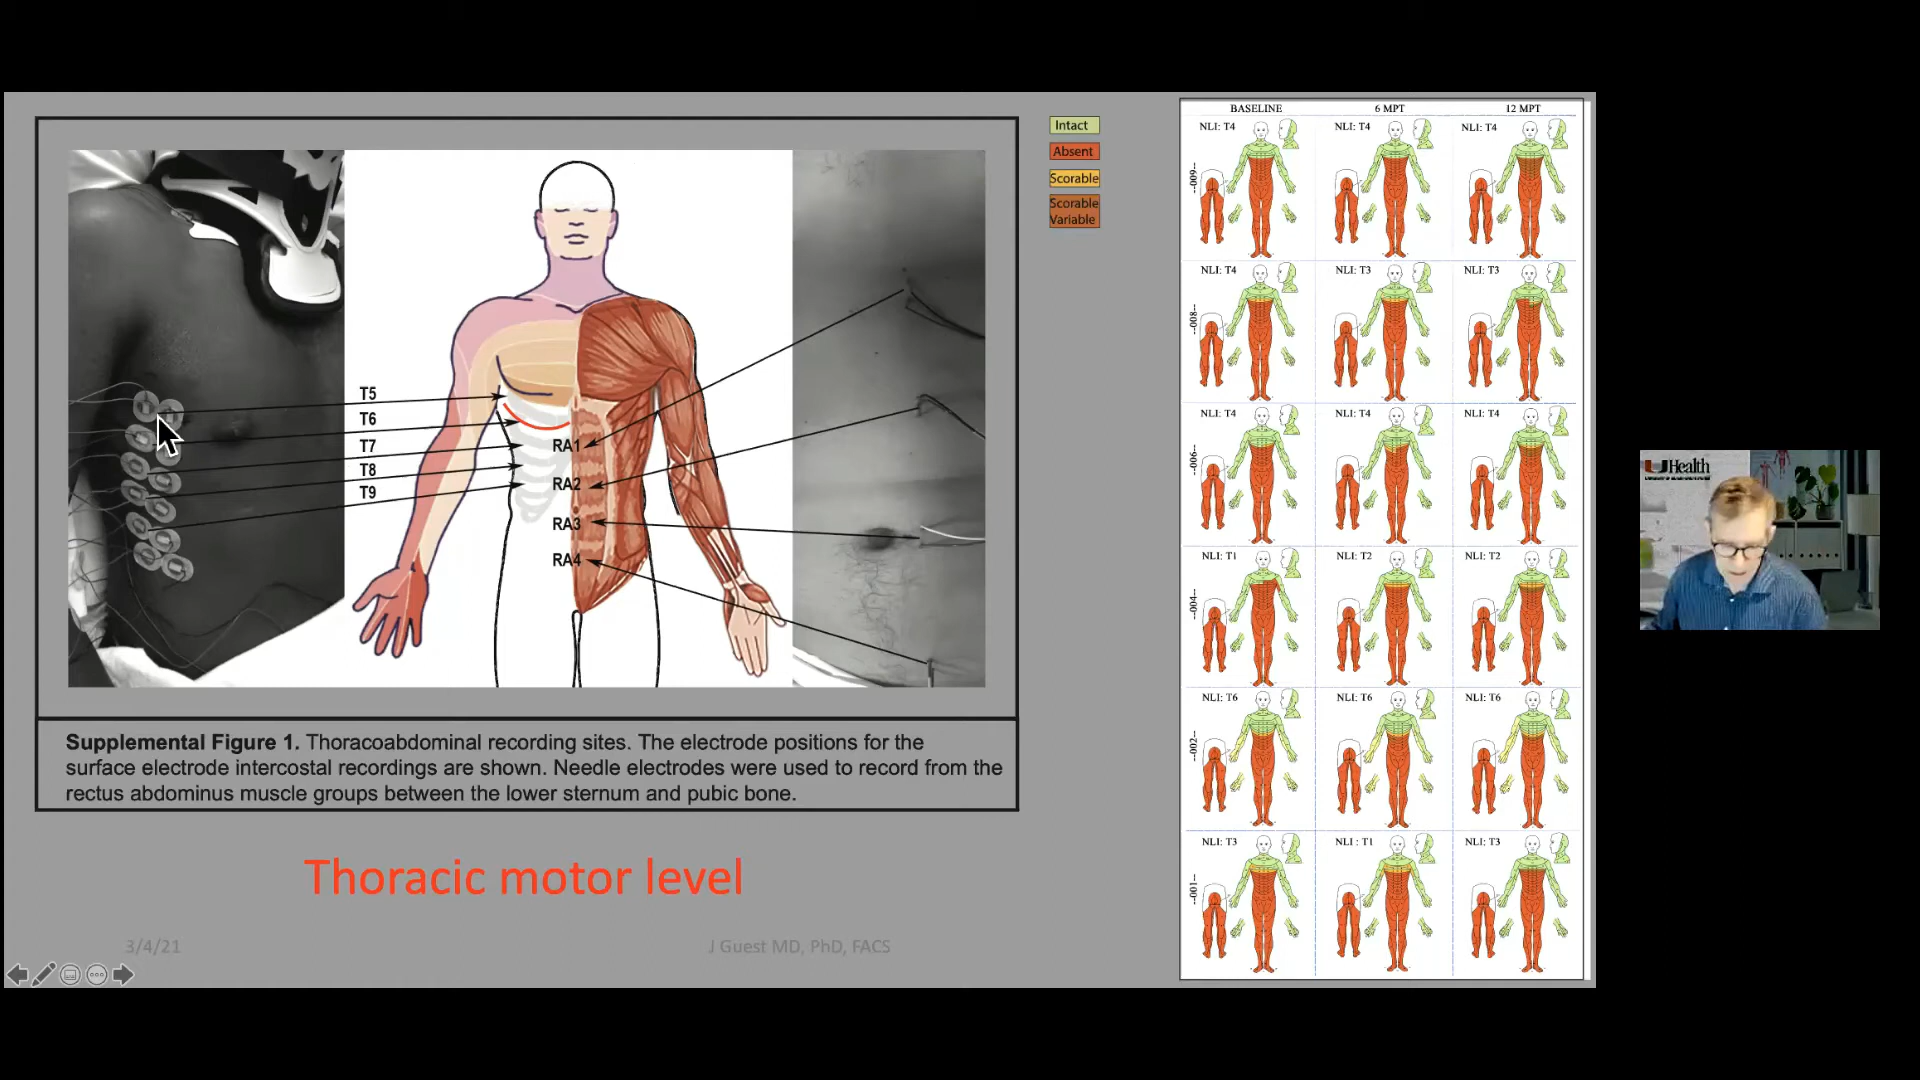 T5
T6
T7
T8
T9
RA1
RA2
RA3
RA4
Supplemental Figure 1. Thoracoabdominal recording sites. The electrode positions for the
surface electrode intercostal recordings are shown. Needle electrodes were used to record from the
rectus abdominus muscle groups between the lower sternum and pubic bone.
Thoracic motor level
3/4/21
J Guest MD, PhD, FACS
Intact
Absent
Scorable
Scorable
Variable
BASELINE 6 MPT 12 MPT
--009--
NLI: T4 NLI: T4 NLI: T4
--008--
NLI: T4 NLI: T3 NLI: T3
--006--
NLI: T4 NLI: T4 NLI: T4
--004--
NLI: T1 NLI: T2 NLI: T2
--002--
NLI: T6 NLI: T6 NLI: T6
--001--
NLI: T3 NLI : T1 NLI: T3
UHealth